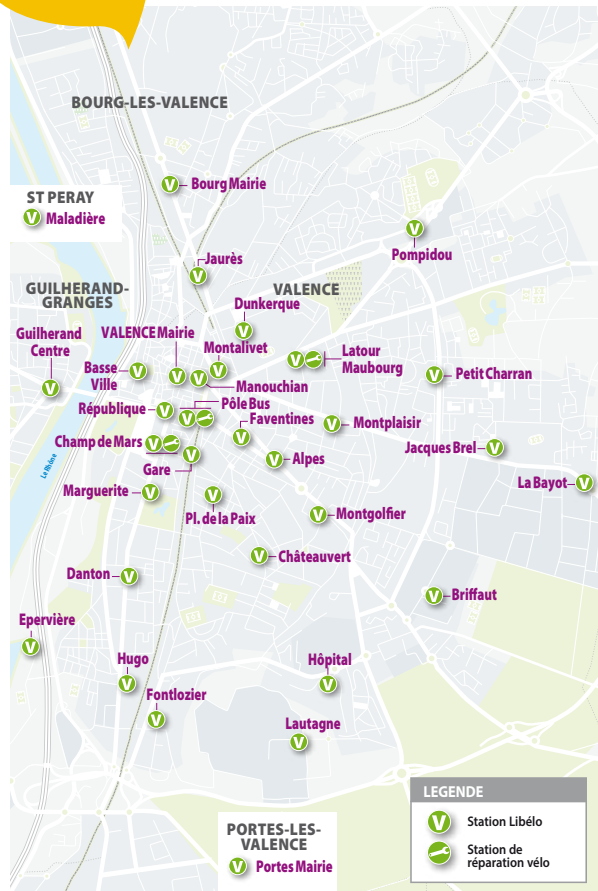 BOURG-LES-VALENCE
V Bourg Mairie
ST PERAY
V Maladière
V
Pompidou
Jaurès
V
GUILHERAND-
GRANGES
VALENCE
Dunkerque
V
Guilherand
Centre
V
VALENCE Mairie
V
Montalivet
V
Latour
Maubourg
V
Basse
Ville
V
Manouchian
V
Petit Charran
V
République
V
Pôle Bus
V
Faventines
V
Montplaisir
V
Champ de Mars
V
Gare
V
Alpes
V
Jacques Brel
V
La Bayot
V
Le Rhône
Marguerite
V
Pl. de la Paix
V
Montgolfier
V
Châteauvert
V
Danton
V
Briffaut
V
Epervière
V
Hugo
V
Fontlozier
V
Hôpital
V
Lautagne
V
PORTES-LES-
VALENCE
V Portes Mairie
LEGENDE
V Station Libélo
Station de
réparation vélo